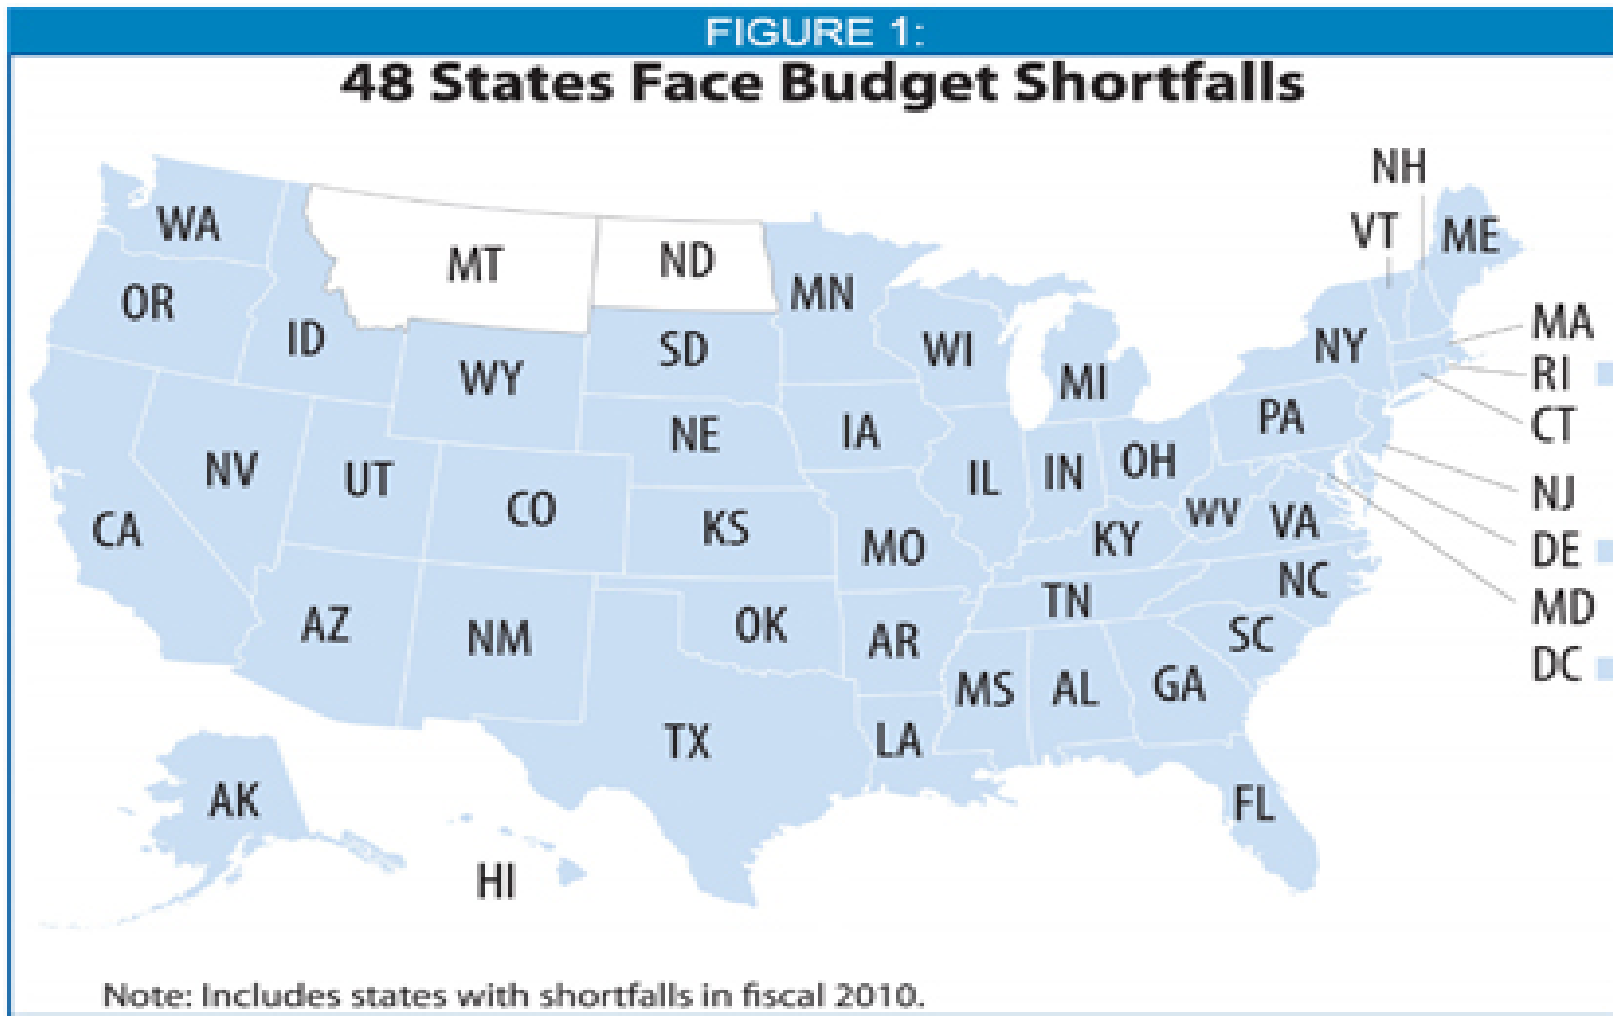 FIGURE 1:
48 States Face Budget Shortfalls
NH
VT
ME
WA
MT
ND
MN
OR
ID
SD
WI
NY
MA
WY
MI
RI
NE
IA
PA
CT
NV
UT
CO
IL
IN
OH
NJ
CA
KS
MO
KY
WV
VA
DE
AZ
NM
OK
AR
TN
NC
MD
SC
DC
MS
AL
GA
TX
LA
AK
FL
HI
Note: Includes states with shortfalls in fiscal 2010.